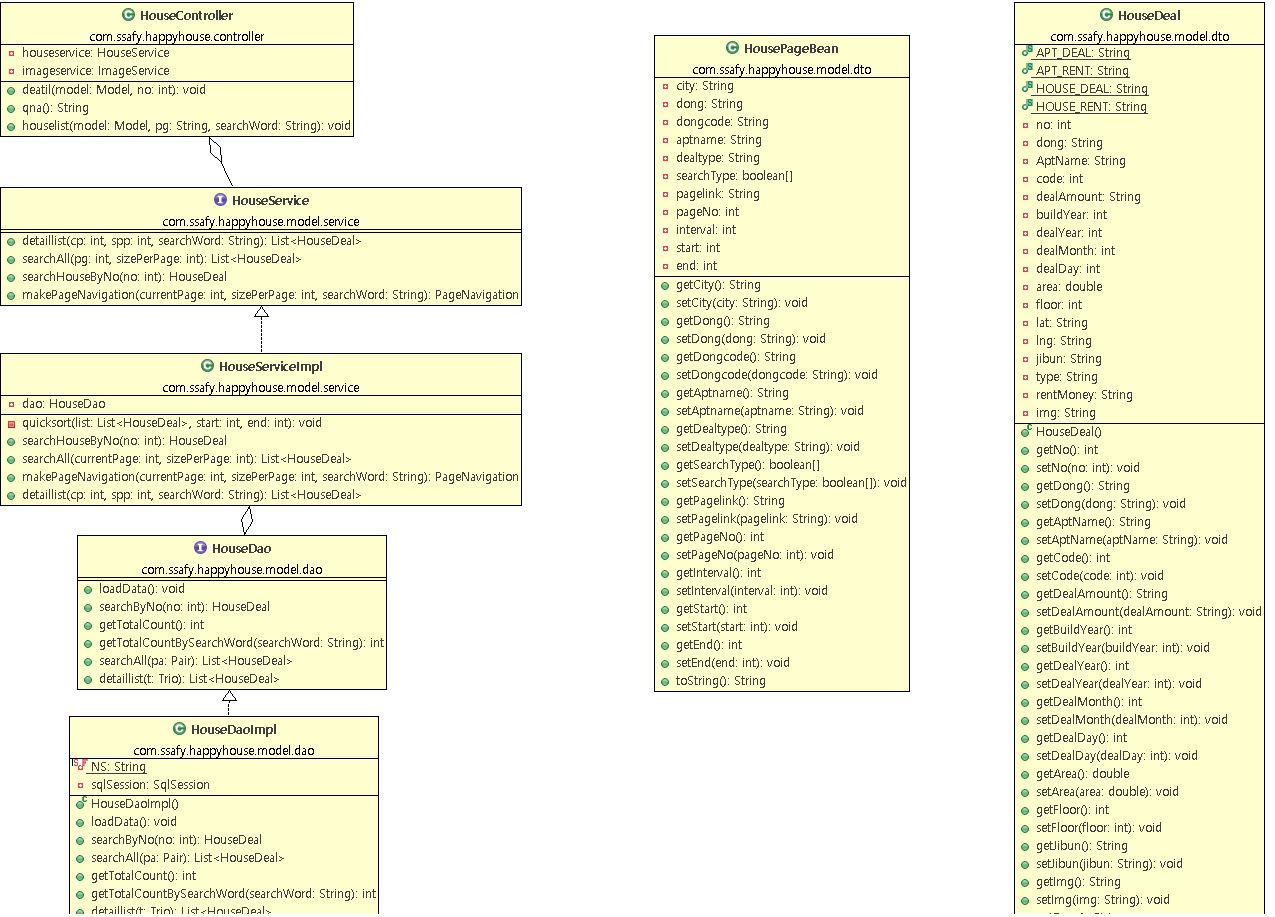 HouseController
com.ssafy.happyhouse.controller
houseservice: HouseService
imageservice: ImageService
deatil(model: Model, no: int): void
qna(): String
houselist(model: Model, pg: String, searchWord: String): void
HouseService
com.ssafy.happyhouse.model.service
detaillist(cp: int, spp: int, searchWord: String): List<HouseDeal>
searchAll(pg: int, sizePerPage: int): List<HouseDeal>
searchHouseByNo(no: int): HouseDeal
makePageNavigation(currentPage: int, sizePerPage: int, searchWord: String): PageNavigation
HouseServiceImpl
com.ssafy.happyhouse.model.service
dao: HouseDao
quicksort(list: List<HouseDeal>, start: int, end: int): void
searchHouseByNo(no: int): HouseDeal
searchAll(currentPage: int, sizePerPage: int): List<HouseDeal>
makePageNavigation(currentPage: int, sizePerPage: int, searchWord: String): PageNavigation
detaillist(cp: int, spp: int, searchWord: String): List<HouseDeal>
HouseDao
com.ssafy.happyhouse.model.dao
loadData(): void
searchByNo(no: int): HouseDeal
getTotalCount(): int
getTotalCountBySearchWord(searchWord: String): int
searchAll(pa: Pair): List<HouseDeal>
detaillist(t: Trio): List<HouseDeal>
HouseDaoImpl
com.ssafy.happyhouse.model.dao
NS: String
sqlSession: SqlSession
HouseDaoImpl()
loadData(): void
searchByNo(no: int): HouseDeal
searchAll(pa: Pair): List<HouseDeal>
getTotalCount(): int
getTotalCountBySearchWord(searchWord: String): int
detaillist(t: Trio): List<HouseDeal>
HousePageBean
com.ssafy.happyhouse.model.dto
city: String
dong: String
dongcode: String
aptname: String
dealtype: String
searchType: boolean[]
pagelink: String
pageNo: int
interval: int
start: int
end: int
getCity(): String
setCity(city: String): void
getDong(): String
setDong(dong: String): void
getDongcode(): String
setDongcode(dongcode: String): void
getAptname(): String
setAptname(aptname: String): void
getDealtype(): String
setDealtype(dealtype: String): void
getSearchType(): boolean[]
setSearchType(searchType: boolean[]): void
getPagelink(): String
setPagelink(pagelink: String): void
getPageNo(): int
setPageNo(pageNo: int): void
getInterval(): int
setInterval(interval: int): void
getStart(): int
setStart(start: int): void
getEnd(): int
setEnd(end: int): void
toString(): String
HouseDeal
com.ssafy.happyhouse.model.dto
APT_DEAL: String
APT_RENT: String
HOUSE_DEAL: String
HOUSE_RENT: String
no: int
dong: String
AptName: String
code: int
dealAmount: String
buildYear: int
dealYear: int
dealMonth: int
dealDay: int
area: double
floor: int
lat: String
lng: String
jibun: String
type: String
rentMoney: String
img: String
HouseDeal()
getNo(): int
setNo(no: int): void
getDong(): String
setDong(dong: String): void
getAptName(): String
setAptName(aptName: String): void
getCode(): int
setCode(code: int): void
getDealAmount(): String
setDealAmount(dealAmount: String): void
getBuildYear(): int
setBuildYear(buildYear: int): void
getDealYear(): int
setDealYear(dealYear: int): void
getDealMonth(): int
setDealMonth(dealMonth: int): void
getDealDay(): int
setDealDay(dealDay: int): void
getArea(): double
setArea(area: double): void
getFloor(): int
setFloor(floor: int): void
getJibun(): String
setJibun(jibun: String): void
getImg(): String
setImg(img: String): void